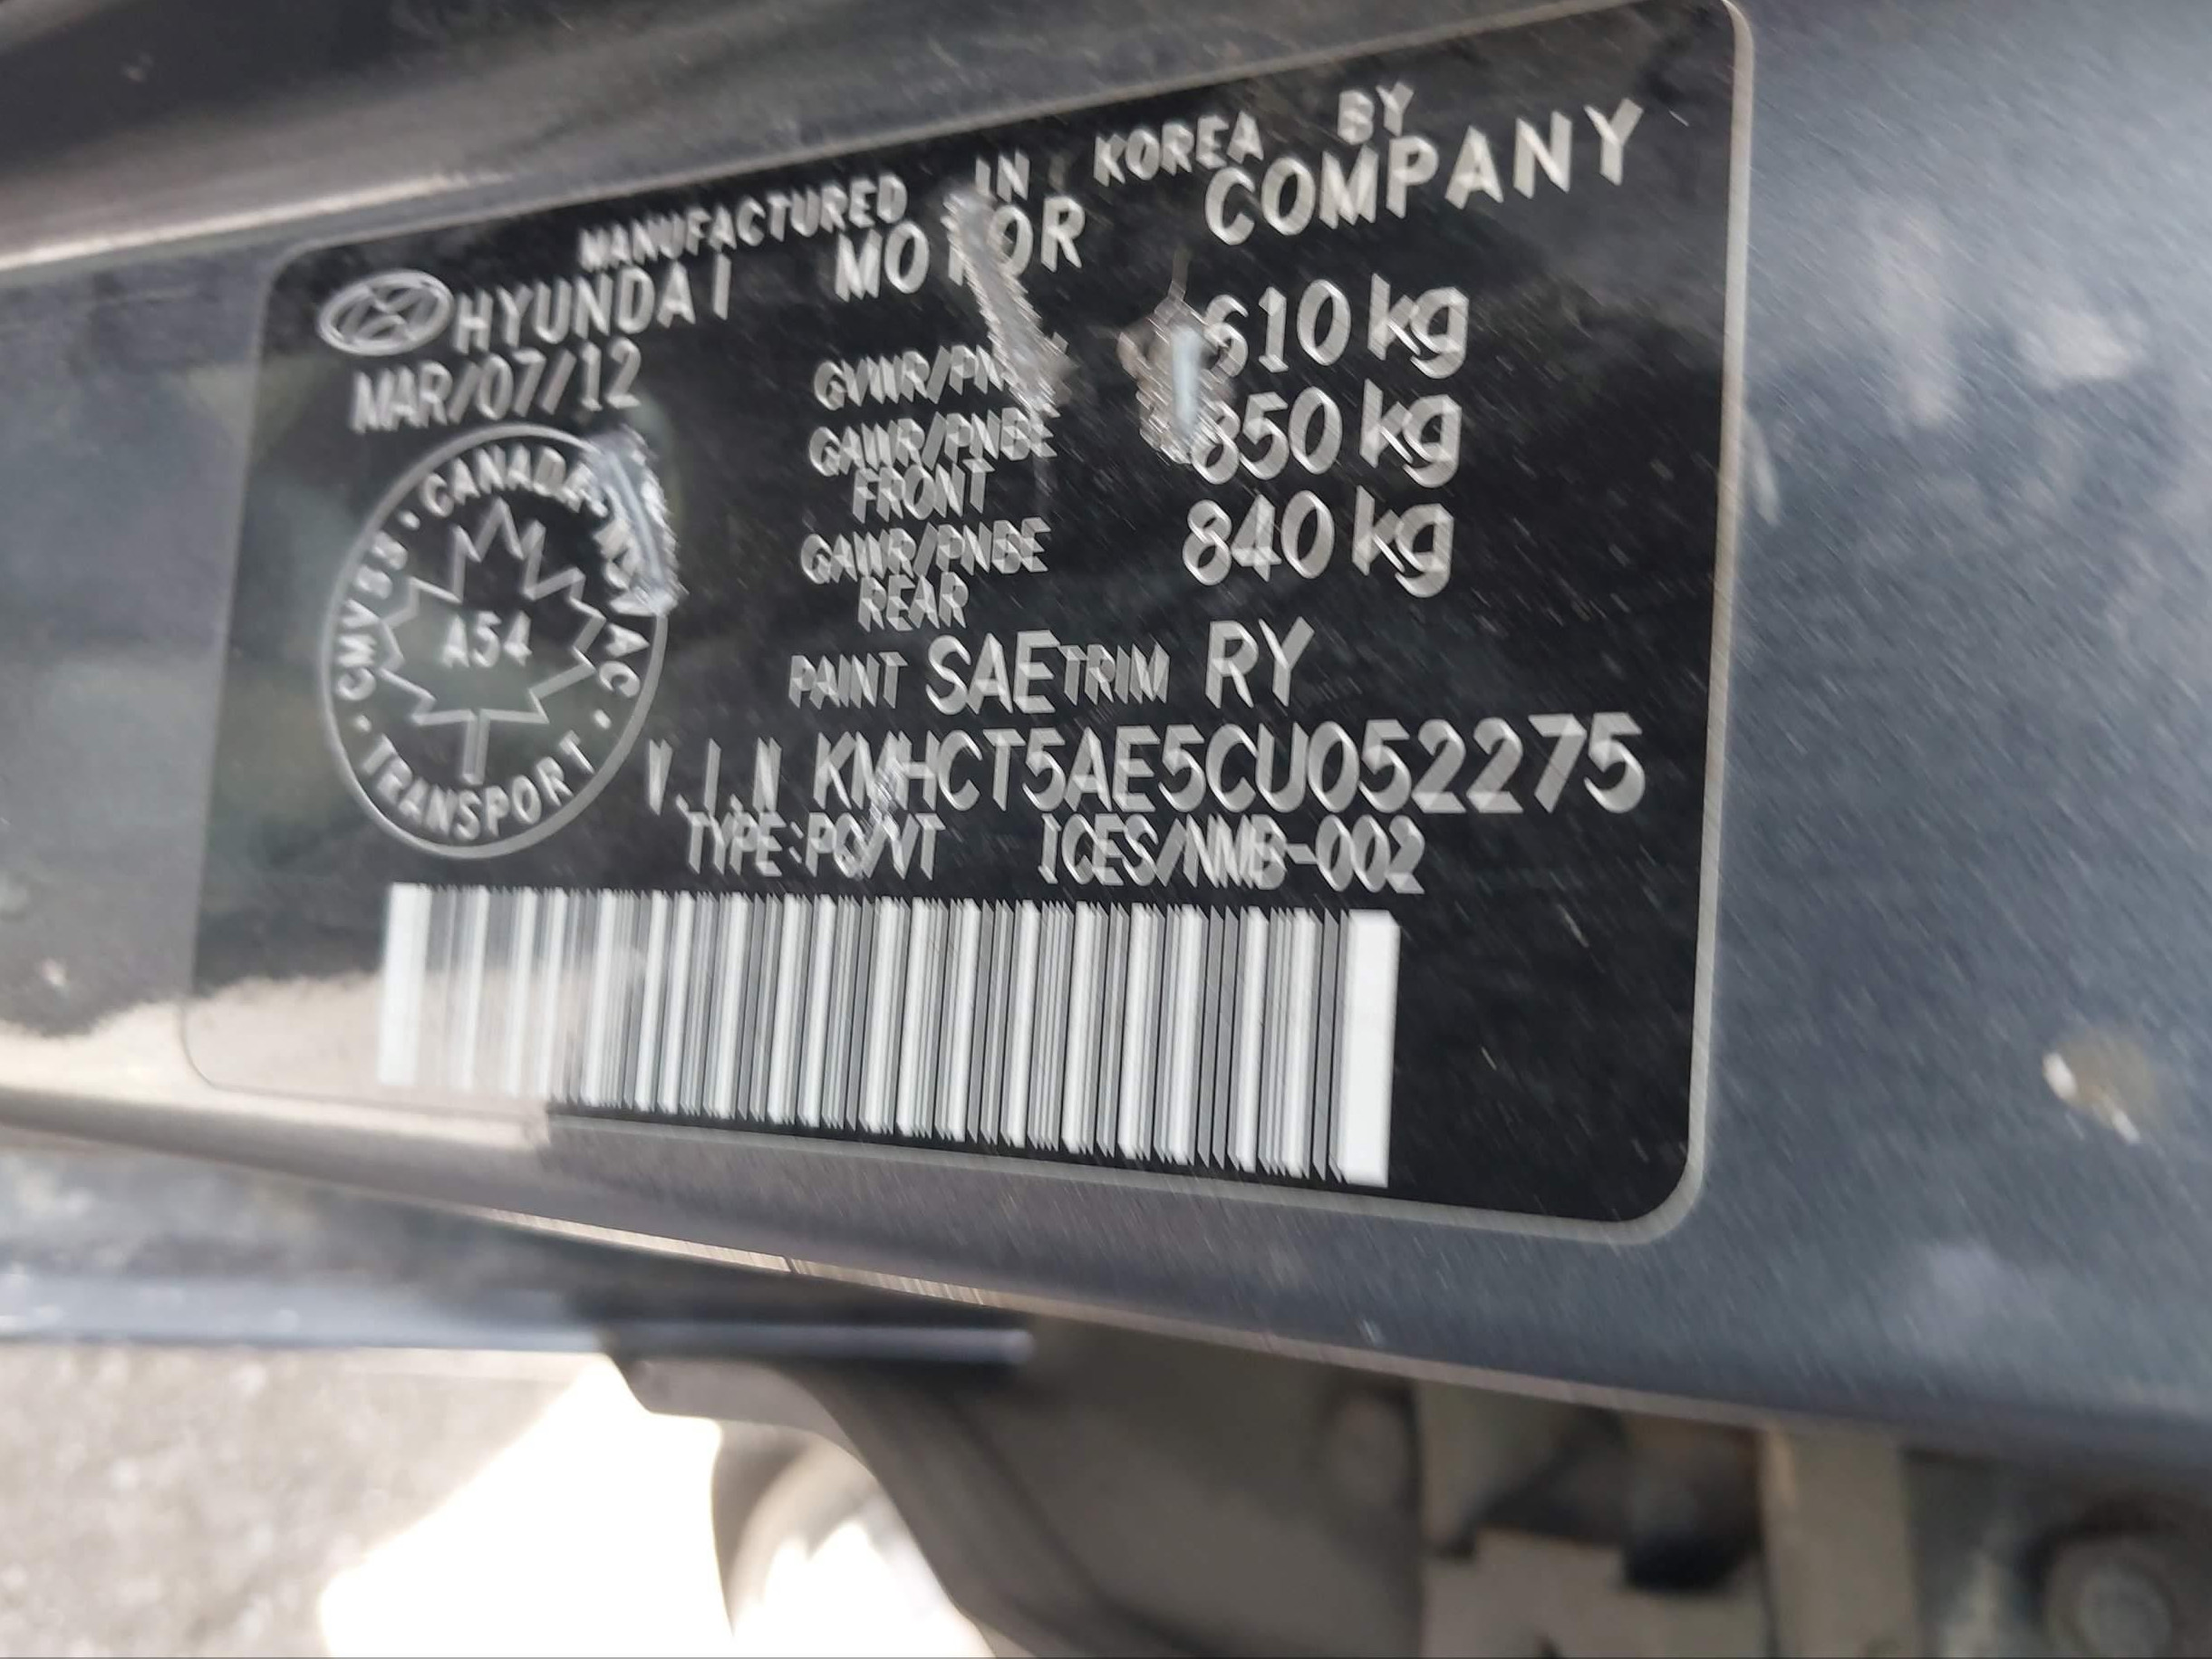 MANUFACTURED IN KOREA BY
HYUNDAI MOTOR COMPANY
MAR/07/12
GVWR/PNBV 610 kg
GAWR/PNBE FRONT 850 kg
GAWR/PNBE REAR 840 kg
CMVSS · CANADA · NSVAC ·
A54
· TRANSPORT ·
PAINT SAE TRIM RY
V.I.N KMHCT5AE5CU052275
TYPE:PC/VT ICES/NMB-002